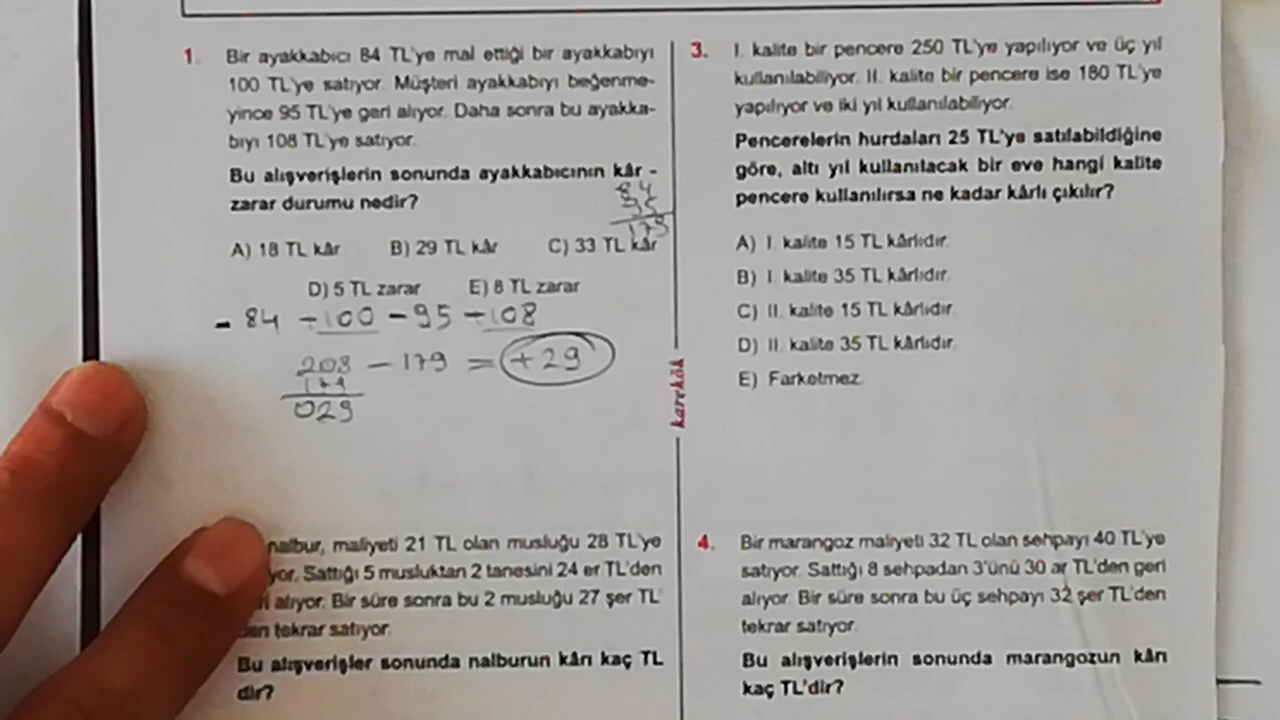 1. Bir ayakkabıcı 84 TL'ye mal ettiği bir ayakkabıyı
100 TL'ye satıyor. Müşteri ayakkabıyı beğenme-
yince 95 TL'ye geri alıyor. Daha sonra bu ayakka-
bıyı 108 TL'ye satıyor.
Bu alışverişlerin sonunda ayakkabıcının kâr -
zarar durumu nedir?
84
95
179
A) 18 TL kâr B) 29 TL kâr C) 33 TL kâr
D) 5 TL zarar E) 8 TL zarar
- 84 + 100 - 95 + 108
208 - 179 = +29
179
029
nalbur, maliyeti 21 TL olan musluğu 28 TL'ye
yor. Sattığı 5 musluktan 2 tanesini 24 er TL'den
alıyor. Bir süre sonra bu 2 musluğu 27 şer TL'
den tekrar satıyor.
Bu alışverişler sonunda nalburun kârı kaç TL
dir?
karekök
3. I. kalite bir pencere 250 TL'ye yapılıyor ve üç yıl
kullanılabiliyor. II. kalite bir pencere ise 180 TL'ye
yapılıyor ve iki yıl kullanılabiliyor.
Pencerelerin hurdaları 25 TL'ye satılabildiğine
göre, altı yıl kullanılacak bir eve hangi kalite
pencere kullanılırsa ne kadar kârlı çıkılır?
A) I. kalite 15 TL kârlıdır.
B) I. kalite 35 TL kârlıdır.
C) II. kalite 15 TL kârlıdır.
D) II. kalite 35 TL kârlıdır.
E) Farketmez.
4. Bir marangoz maliyeti 32 TL olan sehpayı 40 TL'ye
satıyor. Sattığı 8 sehpadan 3'ünü 30 ar TL'den geri
alıyor. Bir süre sonra bu üç sehpayı 32 şer TL'den
tekrar satıyor.
Bu alışverişlerin sonunda marangozun kârı
kaç TL'dir?